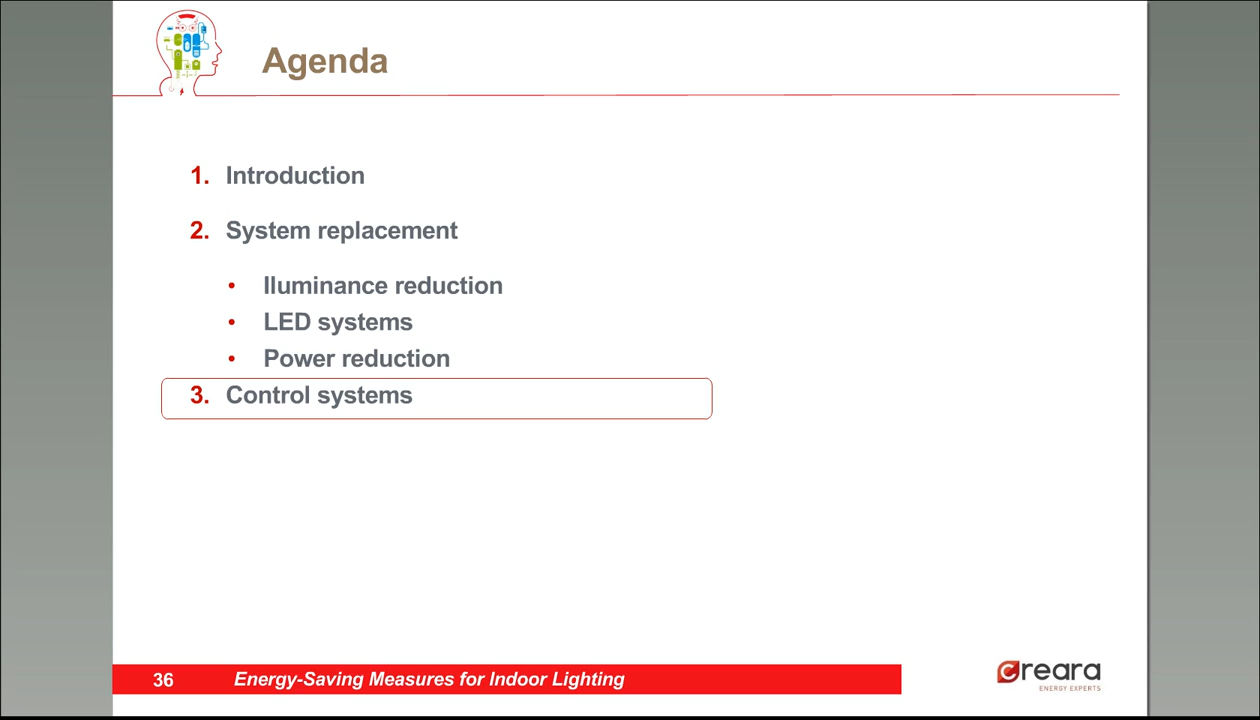 Agenda
1. Introduction
2. System replacement
• Iluminance reduction
• LED systems
• Power reduction
3. Control systems
36 Energy-Saving Measures for Indoor Lighting
creara
ENERGY EXPERTS